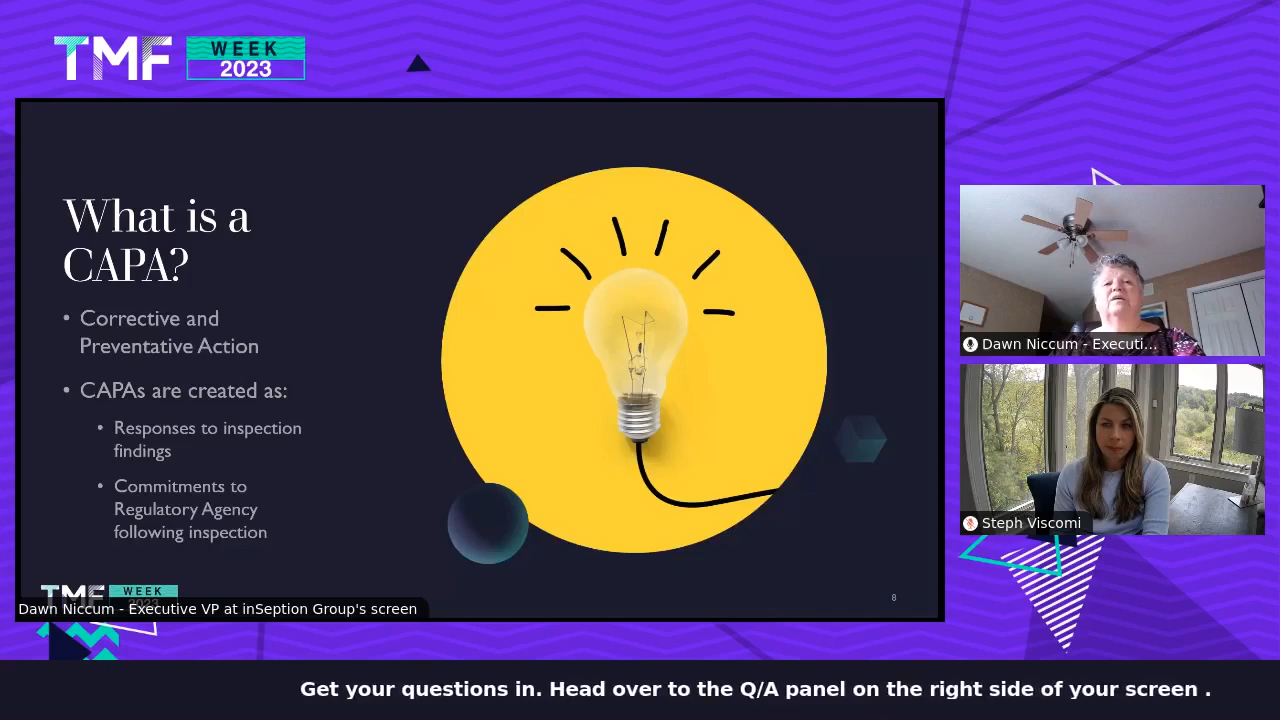 TMF WEEK
2023
What is a
CAPA?
• Corrective and
Preventative Action
• CAPAs are created as:
• Responses to inspection
findings
• Commitments to
Regulatory Agency
following inspection
TMF WEEK
8
Dawn Niccum - Executive VP at inSeption Group's screen
Dawn Niccum - Executi...
Steph Viscomi
Get your questions in. Head over to the Q/A panel on the right side of your screen .